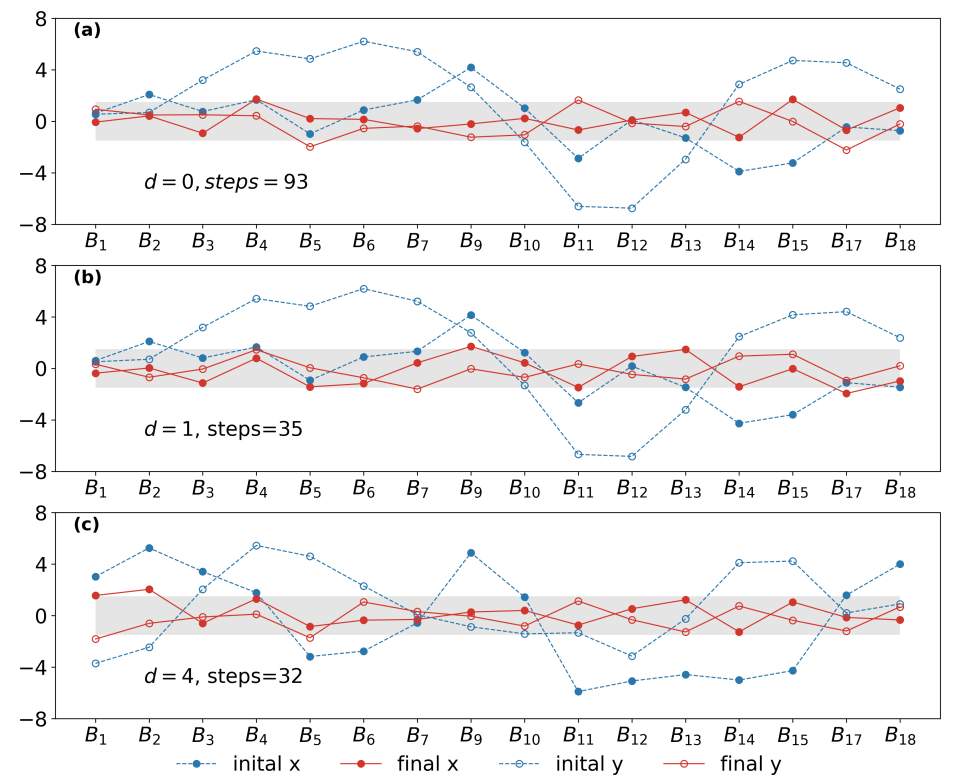 (a)
8
4
0
−4
−8
d = 0, steps = 93
B1 B2 B3 B4 B5 B6 B7 B9 B10 B11 B12 B13 B14 B15 B17 B18
(b)
8
4
0
−4
−8
d = 1, steps=35
B1 B2 B3 B4 B5 B6 B7 B9 B10 B11 B12 B13 B14 B15 B17 B18
(c)
8
4
0
−4
−8
d = 4, steps=32
B1 B2 B3 B4 B5 B6 B7 B9 B10 B11 B12 B13 B14 B15 B17 B18
inital x final x inital y final y